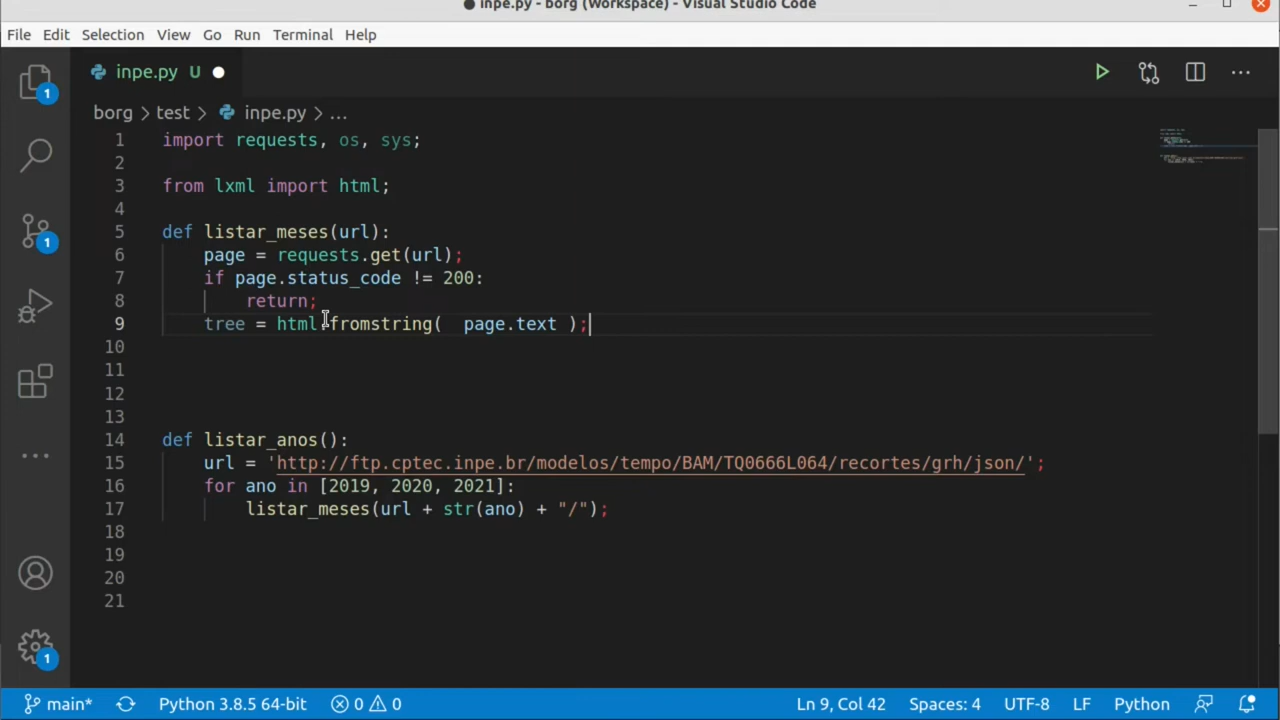 inpe.py - borg (Workspace) - Visual Studio Code
File Edit Selection View Go Run Terminal Help
inpe.py U
borg > test > inpe.py > ...
1 import requests, os, sys;
2
3 from lxml import html;
4
5 def listar_meses(url):
6 page = requests.get(url);
7 if page.status_code != 200:
8 return;
9 tree = html.fromstring(  page.text );
10
11
12
13
14 def listar_anos():
15 url = 'http://ftp.cptec.inpe.br/modelos/tempo/BAM/TQ0666L064/recortes/grh/json/';
16 for ano in [2019, 2020, 2021]:
17 listar_meses(url + str(ano) + "/");
18
19
20
21
1
1
1
main* Python 3.8.5 64-bit 0 0 Ln 9, Col 42 Spaces: 4 UTF-8 LF Python